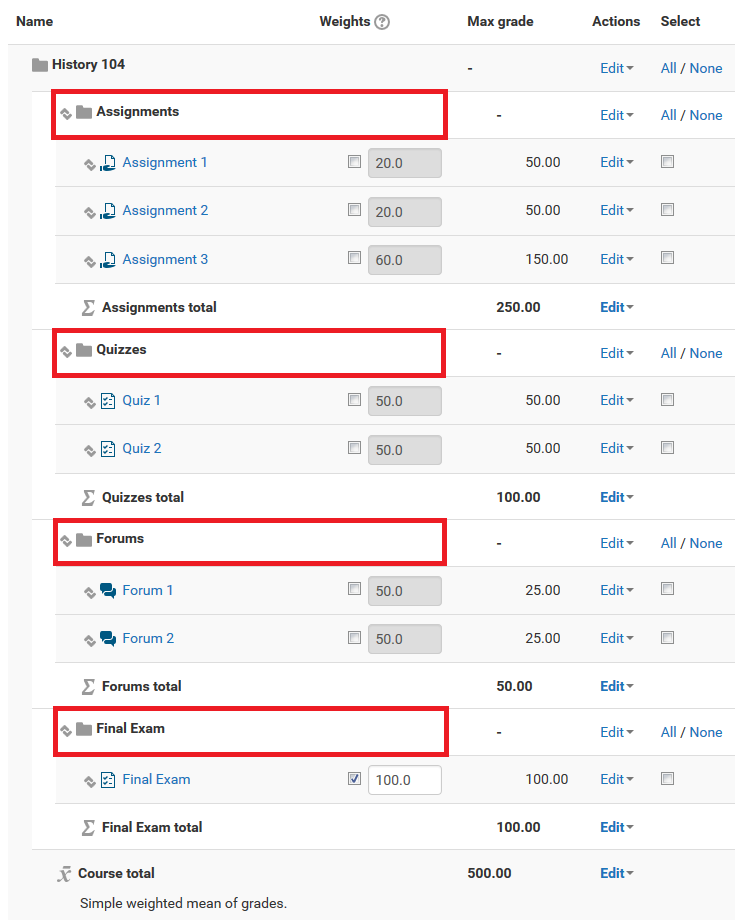 Name Weights ? Max grade Actions Select
History 104 - Edit All / None
Assignments - Edit All / None
Assignment 1 20.0 50.00 Edit
Assignment 2 20.0 50.00 Edit
Assignment 3 60.0 150.00 Edit
Σ Assignments total 250.00 Edit
Quizzes - Edit All / None
Quiz 1 50.0 50.00 Edit
Quiz 2 50.0 50.00 Edit
Σ Quizzes total 100.00 Edit
Forums - Edit All / None
Forum 1 50.0 25.00 Edit
Forum 2 50.0 25.00 Edit
Σ Forums total 50.00 Edit
Final Exam - Edit All / None
Final Exam 100.0 100.00 Edit
Σ Final Exam total 100.00 Edit
x̄ Course total 500.00 Edit
Simple weighted mean of grades.